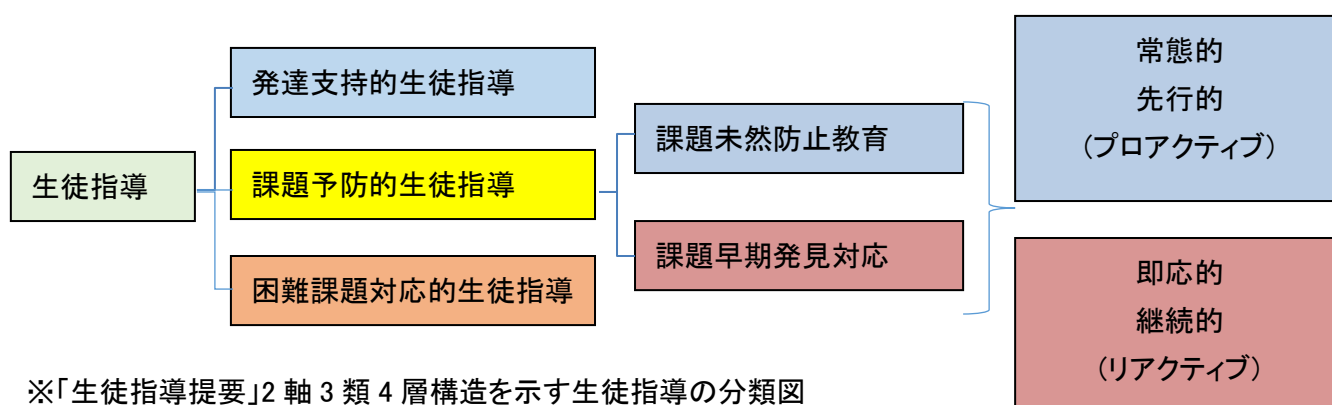 生徒指導
発達支持的生徒指導
課題予防的生徒指導
困難課題対応的生徒指導
課題未然防止教育
課題早期発見対応
常態的
先行的
(プロアクティブ)
即応的
継続的
(リアクティブ)
※「生徒指導提要」2 軸 3 類 4 層構造を示す生徒指導の分類図